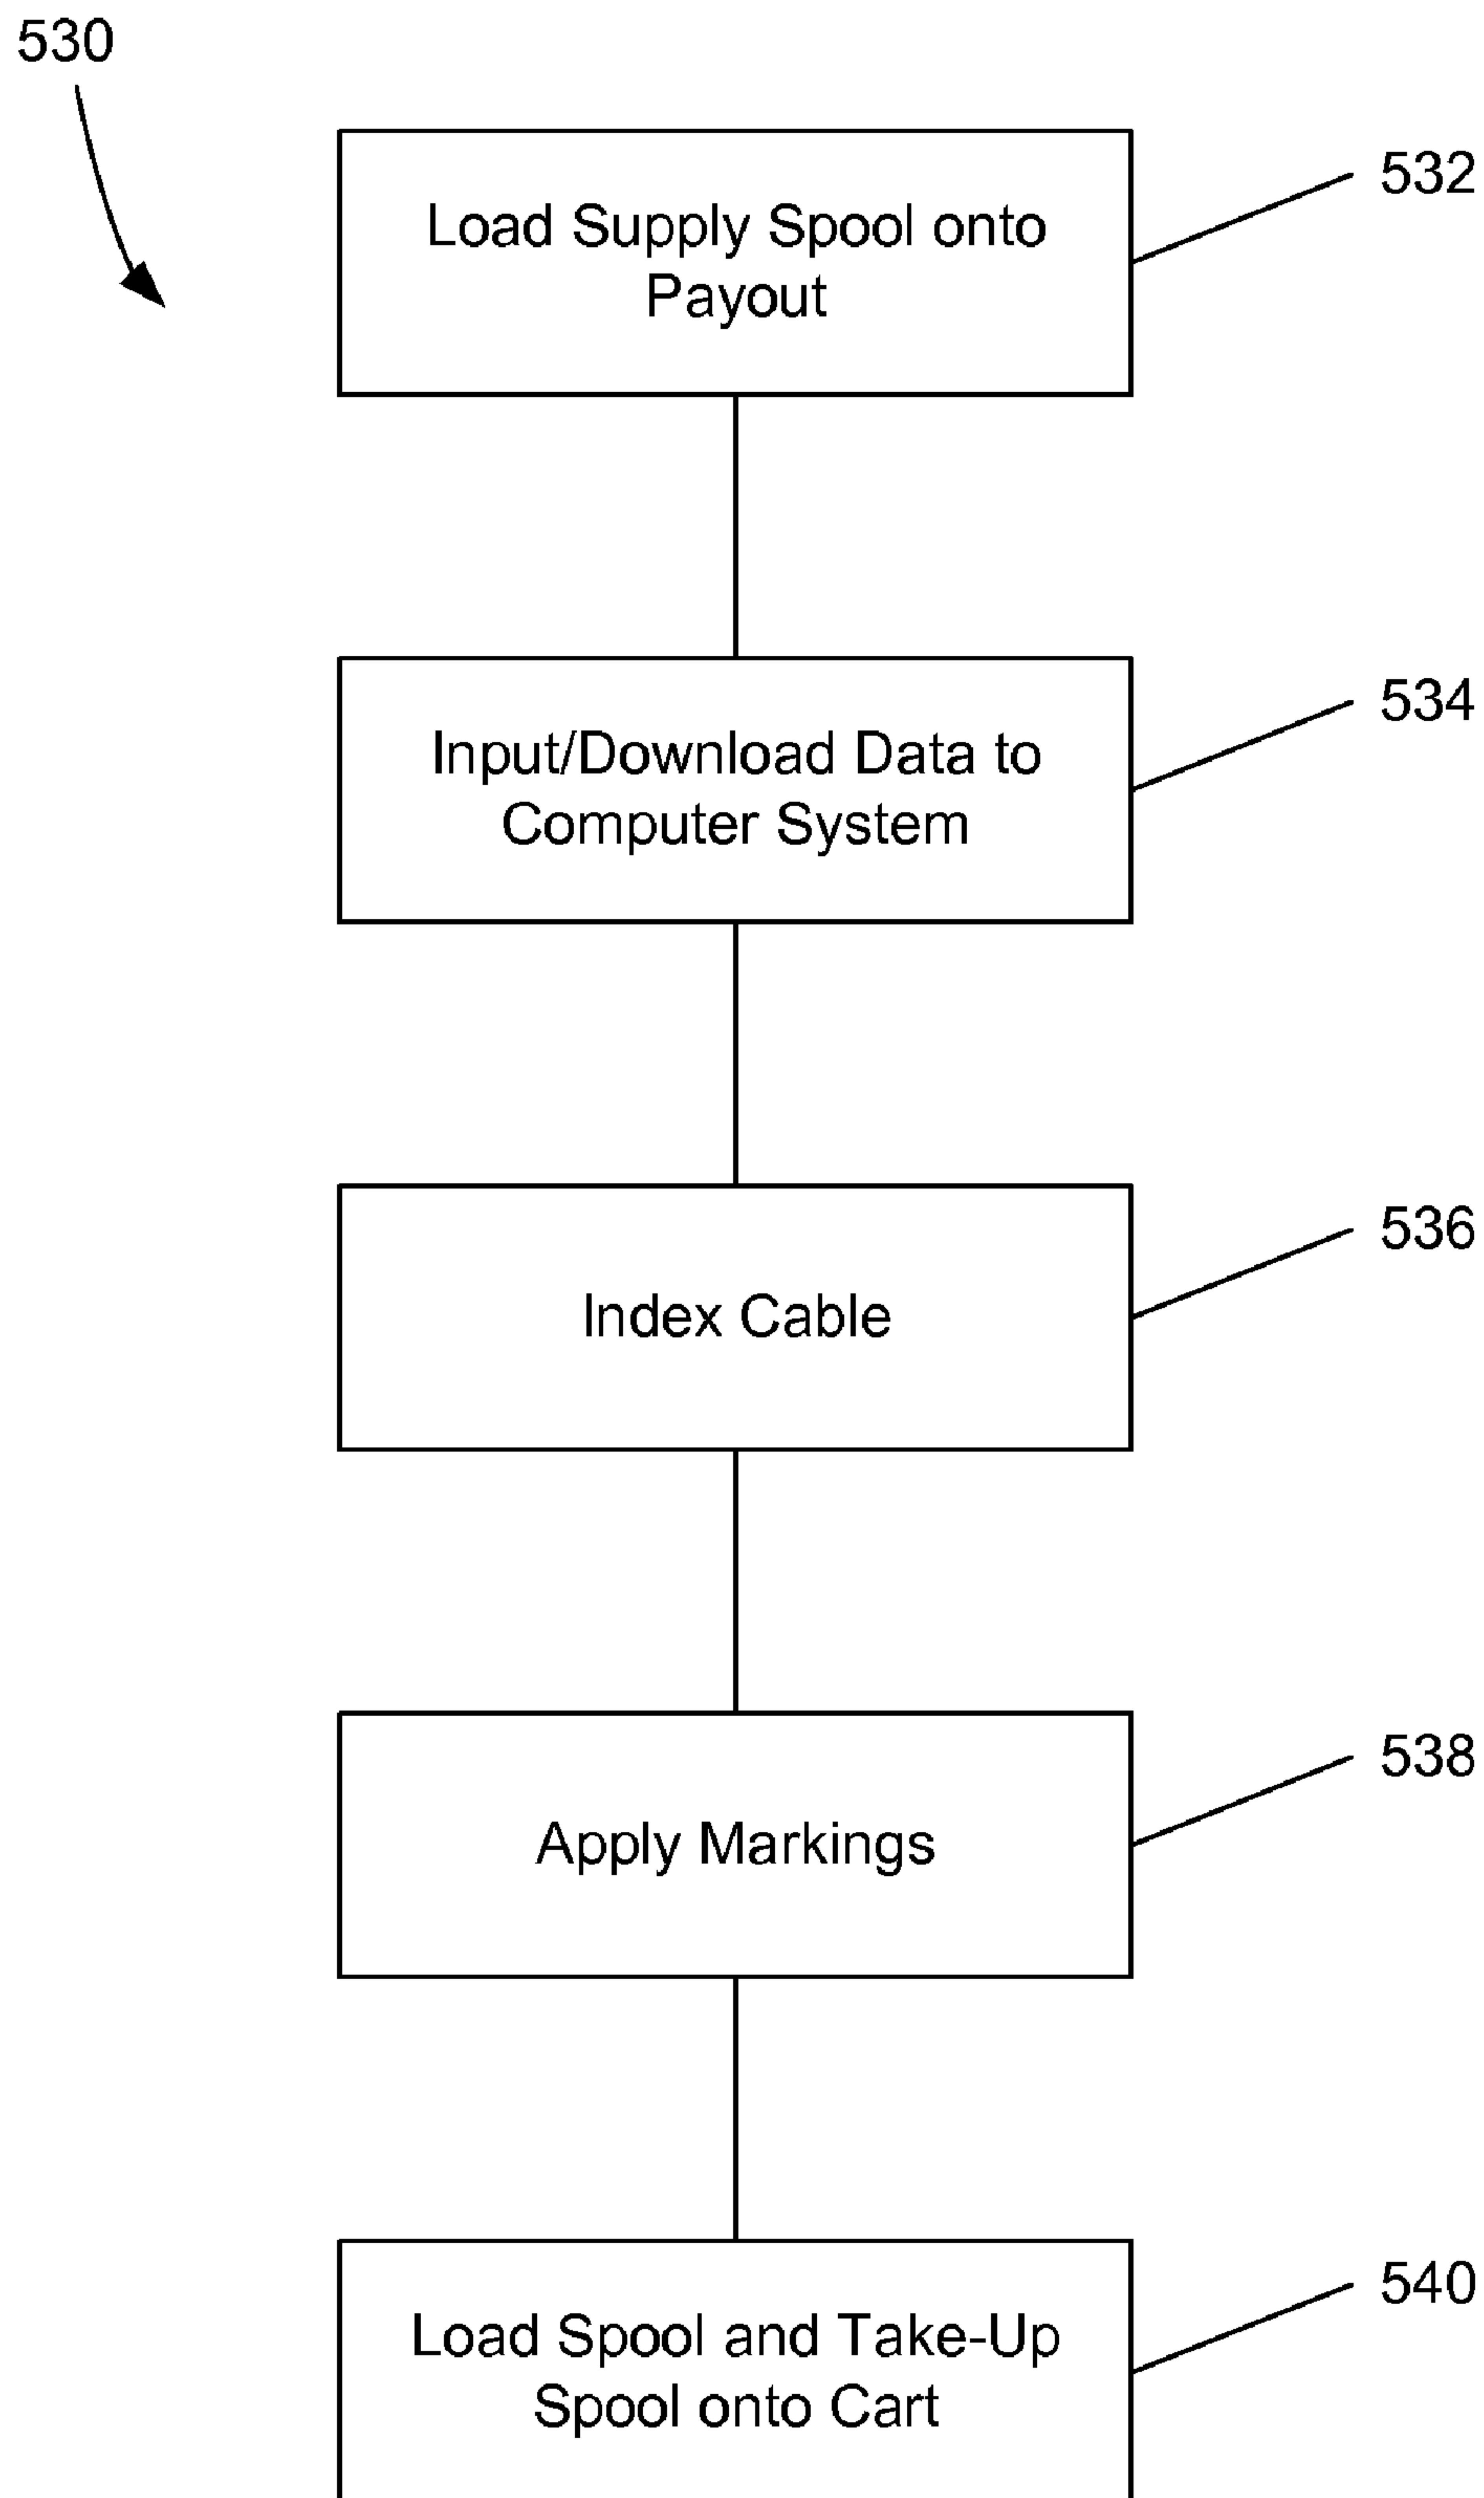 530
532
Load Supply Spool onto
Payout
534
Input/Download Data to
Computer System
536
Index Cable
538
Apply Markings
540
Load Spool and Take-Up
Spool onto Cart